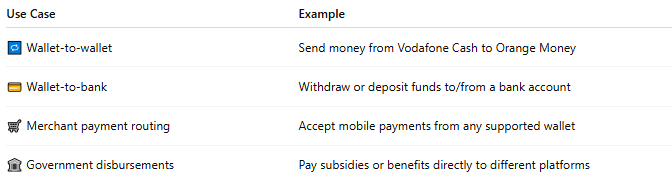 Use Case Example
Wallet-to-wallet Send money from Vodafone Cash to Orange Money
Wallet-to-bank Withdraw or deposit funds to/from a bank account
Merchant payment routing Accept mobile payments from any supported wallet
Government disbursements Pay subsidies or benefits directly to different platforms